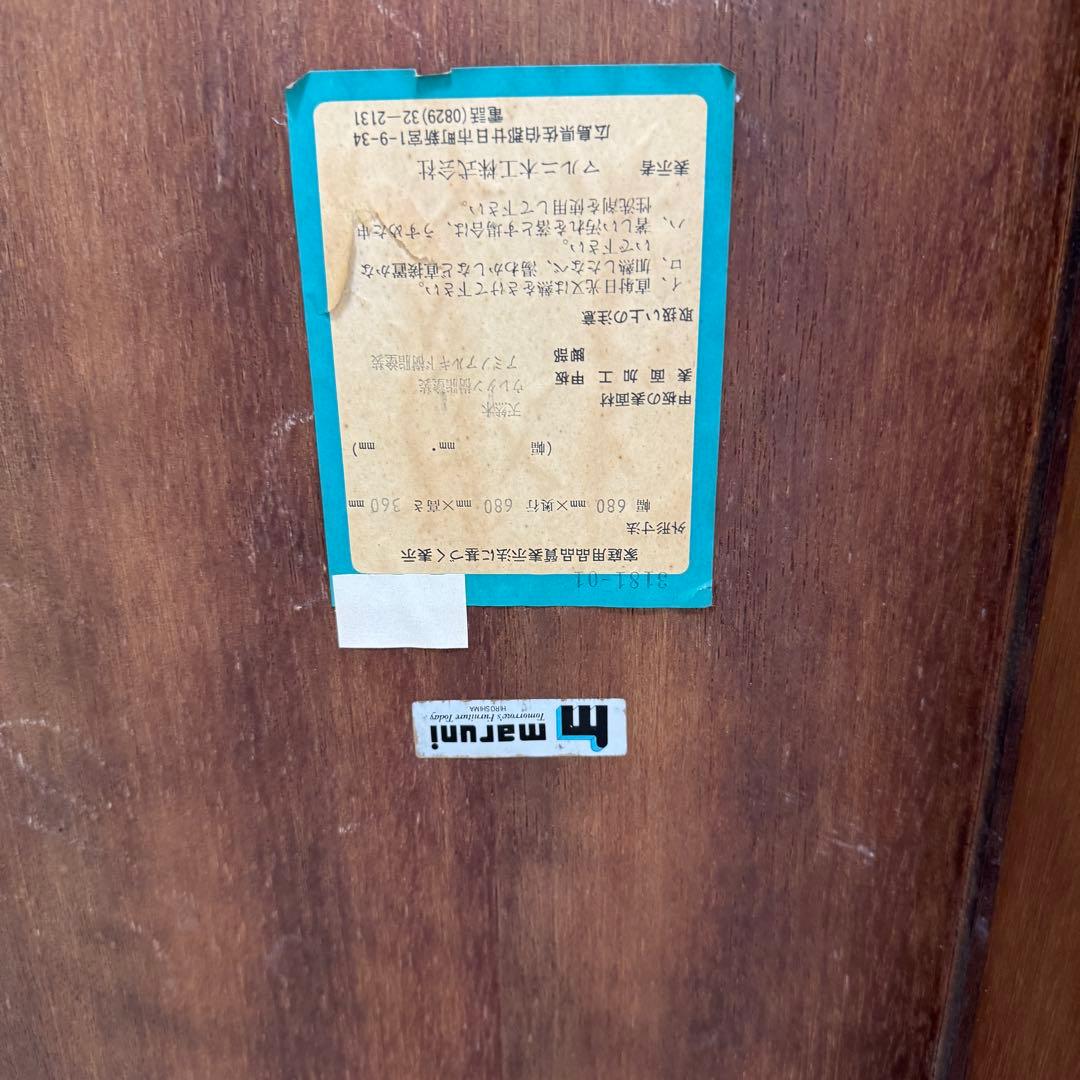 3181-01
家庭用品品質表示法に基づく表示
外形寸法
幅 680 mm×奥行 680 mm×高さ 360 mm
(幅 mm・ mm)
甲板の表面材 天然木
表面加工 甲板 ウレタン樹脂塗装
脚部 アミノアルキド樹脂塗装
取扱い上の注意
イ、直射日光又は熱をさけて下さい。
ロ、加熱したなべ、湯わかしなど直接置かな
いで下さい。
ハ、著しい汚れを落とす場合は、うすめた中
性洗剤を使用して下さい。
表示者 マルニ木工株式会社
広島県佐伯郡廿日市町新宮1-9-34
電話(0829)32-2131
maruni
Tomorrow's Furniture Today
HIROSHIMA